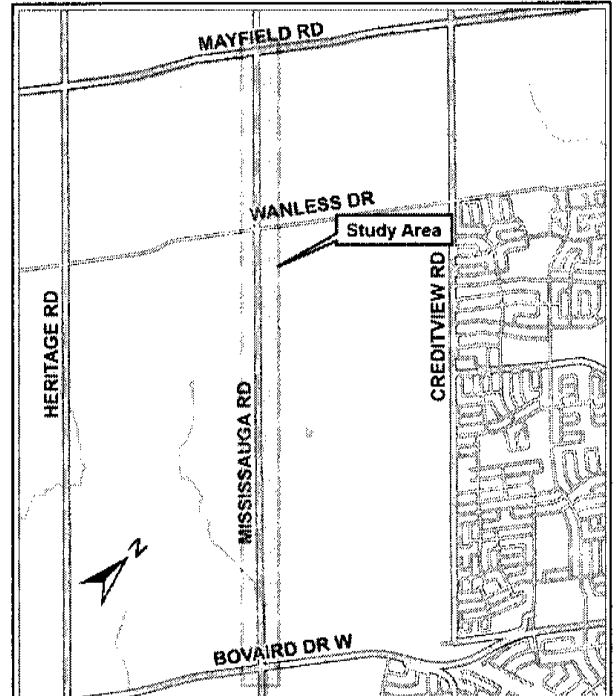 MAYFIELD RD
WANLESS DR
Study Area
HERITAGE RD
MISSISSAUGA RD
CREDITVIEW RD
N
BOVAIRD DR W